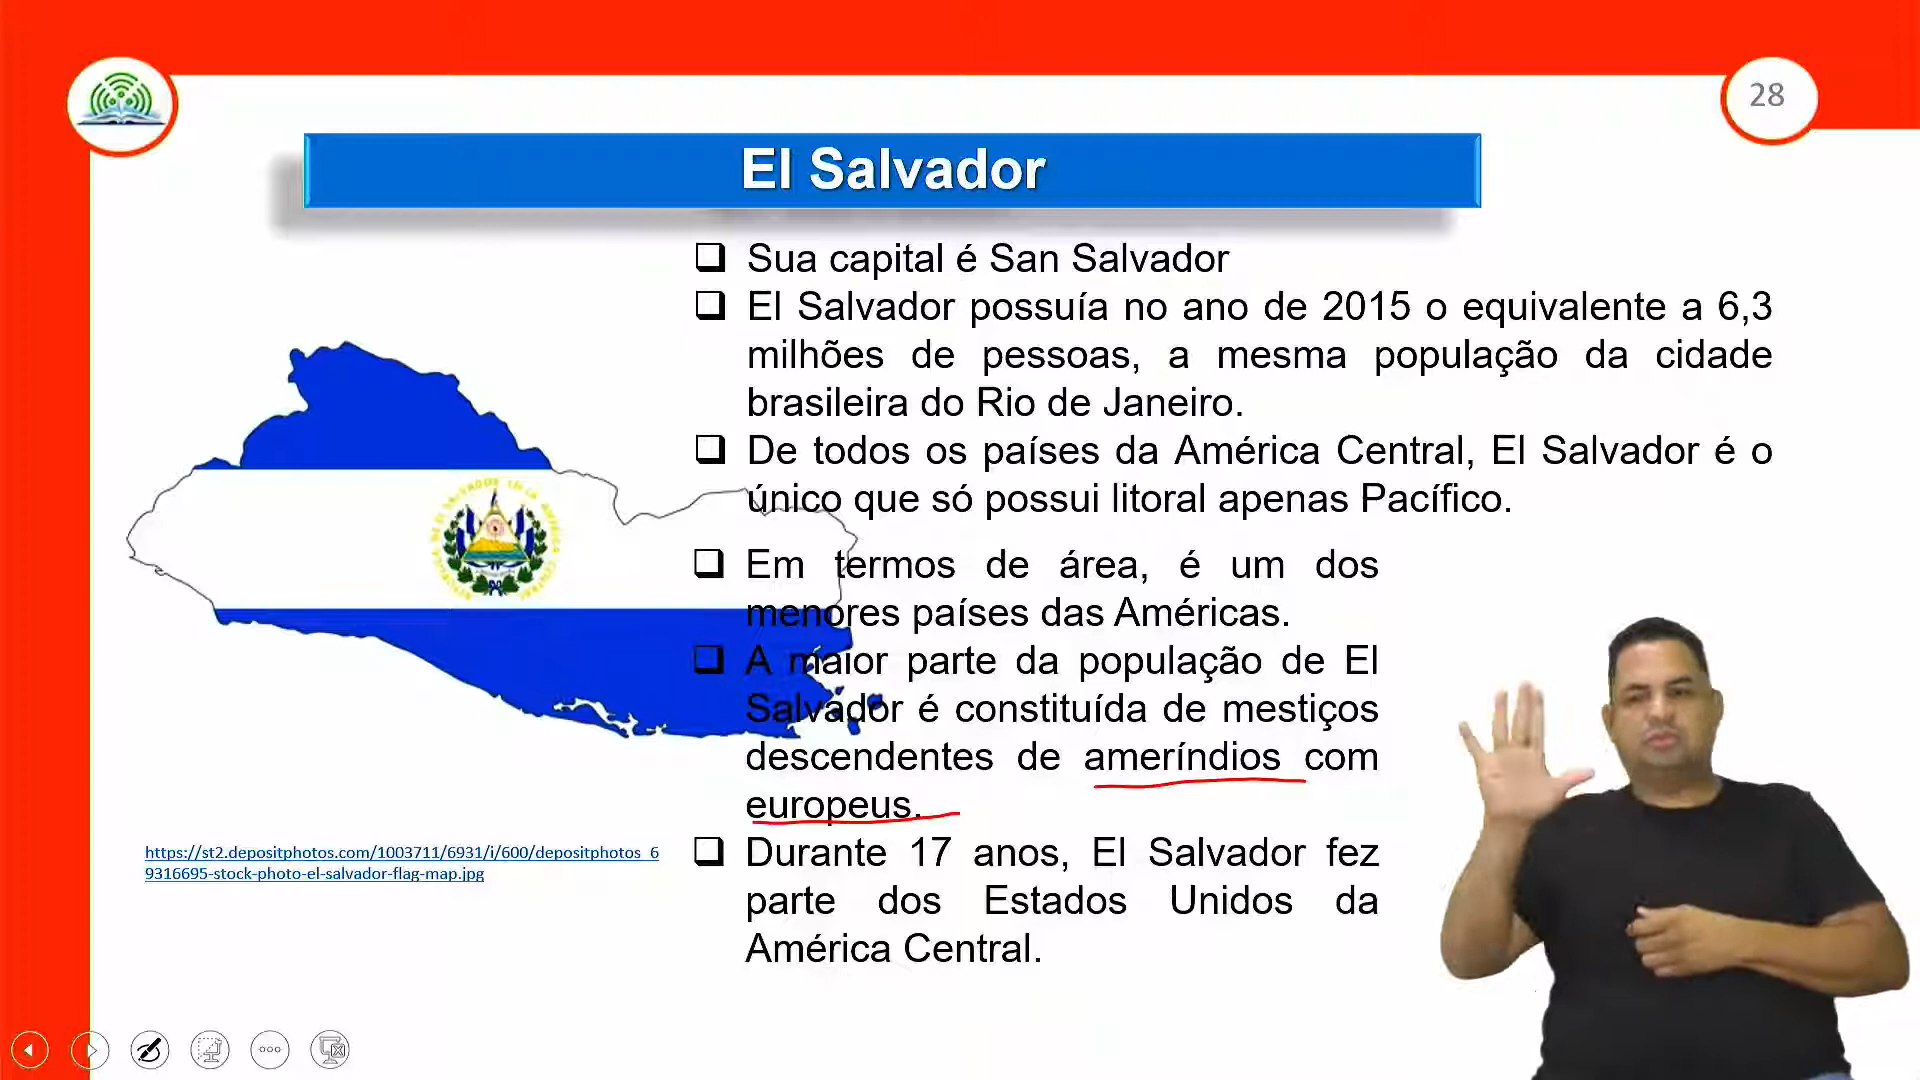 28
El Salvador
Sua capital é San Salvador
El Salvador possuía no ano de 2015 o equivalente a 6,3
milhões de pessoas, a mesma população da cidade
brasileira do Rio de Janeiro.
De todos os países da América Central, El Salvador é o
único que só possui litoral apenas Pacífico.
Em termos de área, é um dos
menores países das Américas.
A maior parte da população de El
Salvador é constituída de mestiços
descendentes de ameríndios com
europeus.
Durante 17 anos, El Salvador fez
parte dos Estados Unidos da
América Central.
https://st2.depositphotos.com/1003711/6931/i/600/depositphotos_6
9316695-stock-photo-el-salvador-flag-map.jpg